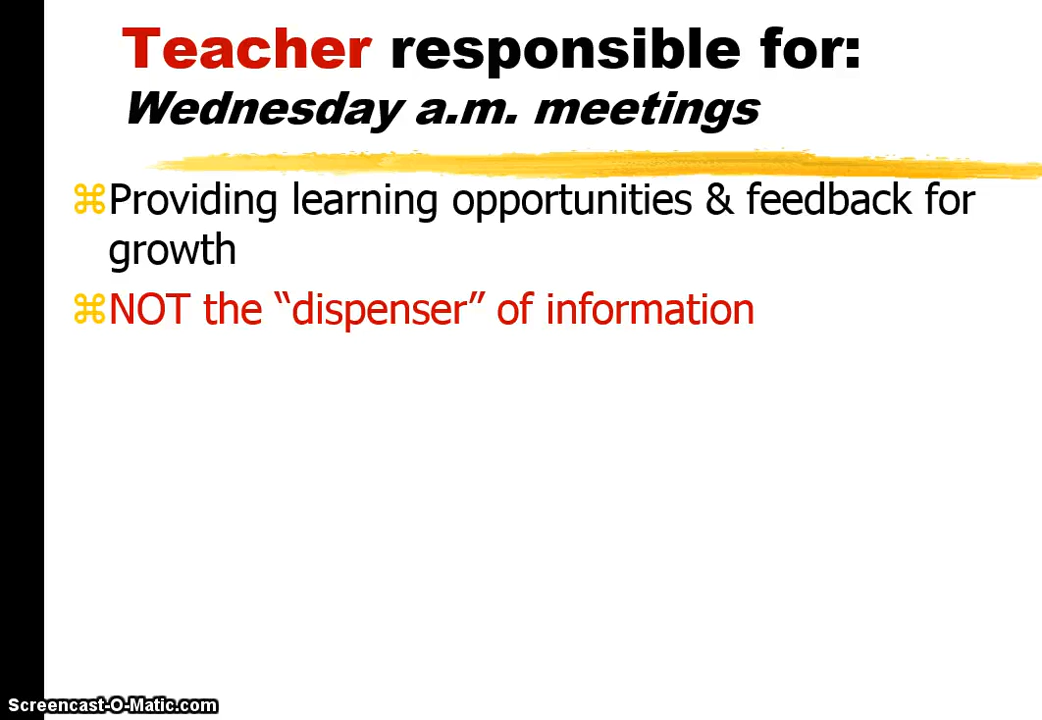 Teacher responsible for:
Wednesday a.m. meetings
⌘Providing learning opportunities & feedback for
growth
⌘NOT the “dispenser” of information
Screencast-O-Matic.com